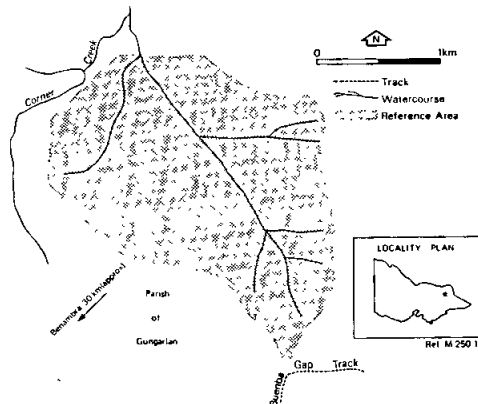 Corner Creek
N
0 1km
Track
Watercourse
Reference Area
LOCALITY PLAN
Ref. M 250 1
Benambra 30 km(approx)
Parish
of
Gungarlan
Buenba Gap Track